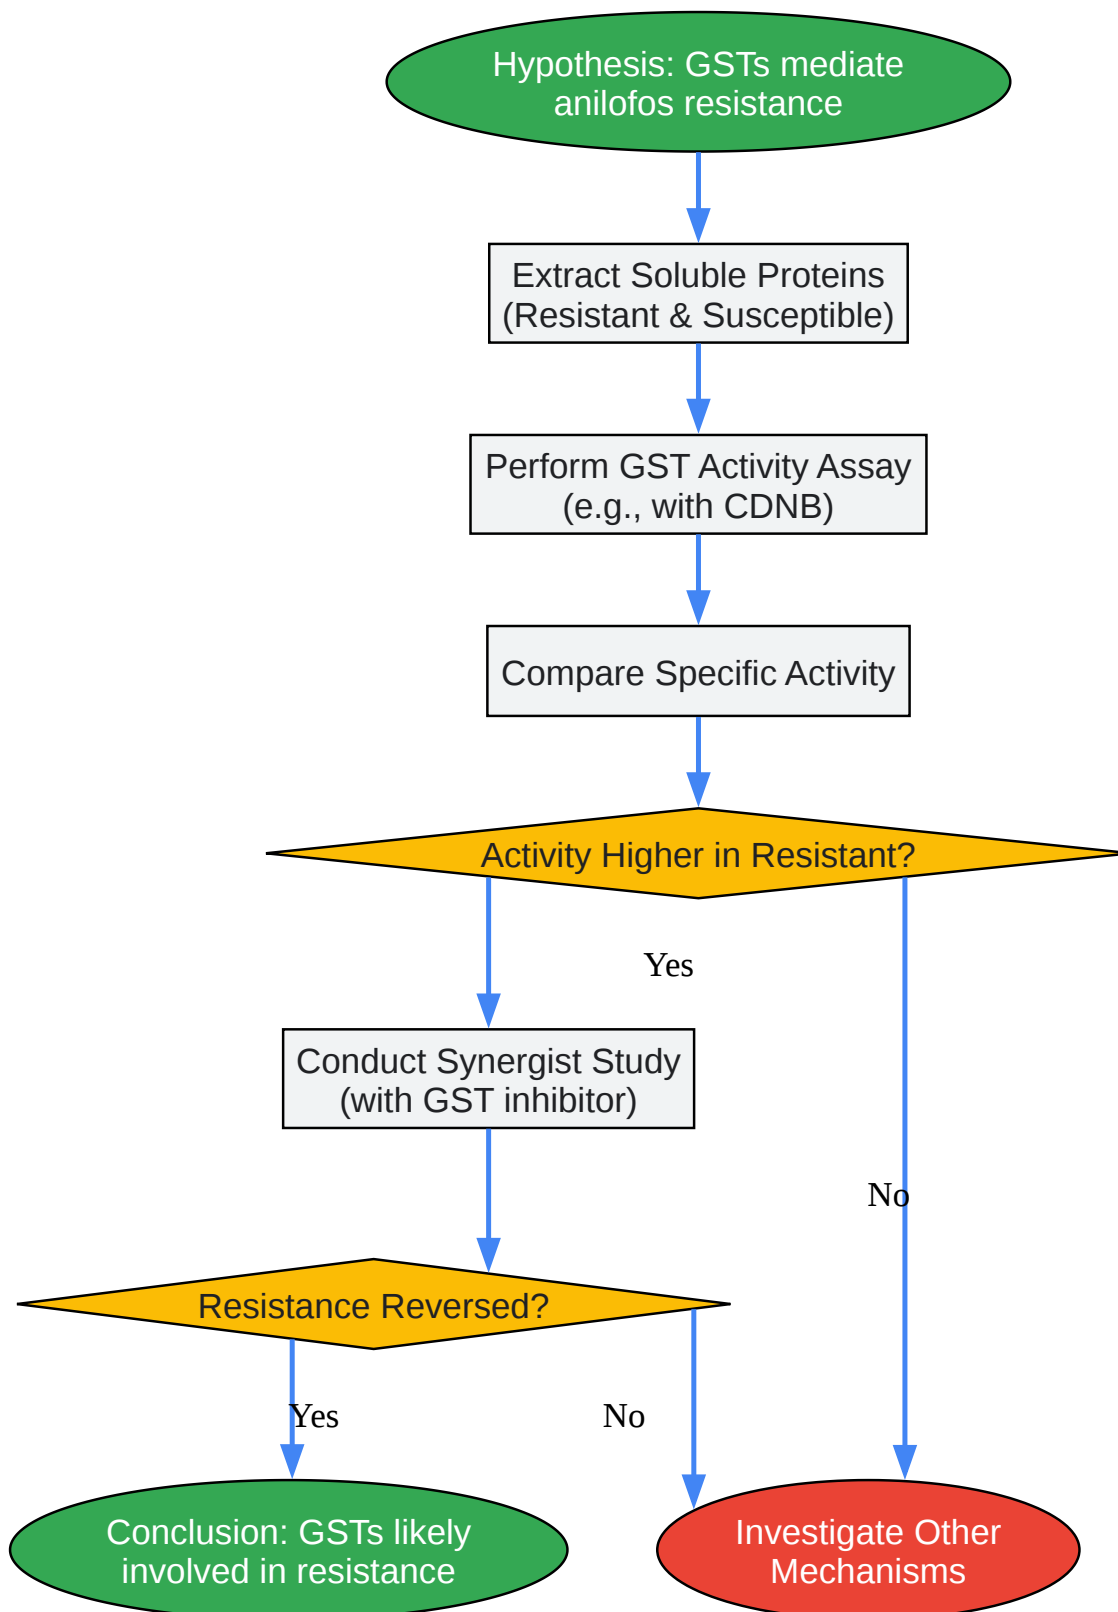 Hypothesis: GSTs mediate
anilofos resistance
Extract Soluble Proteins
(Resistant & Susceptible)
Perform GST Activity Assay
(e.g., with CDNB)
Compare Specific Activity
Activity Higher in Resistant?
Yes
Conduct Synergist Study
(with GST inhibitor)
No
Resistance Reversed?
Yes
No
Conclusion: GSTs likely
involved in resistance
Investigate Other
Mechanisms